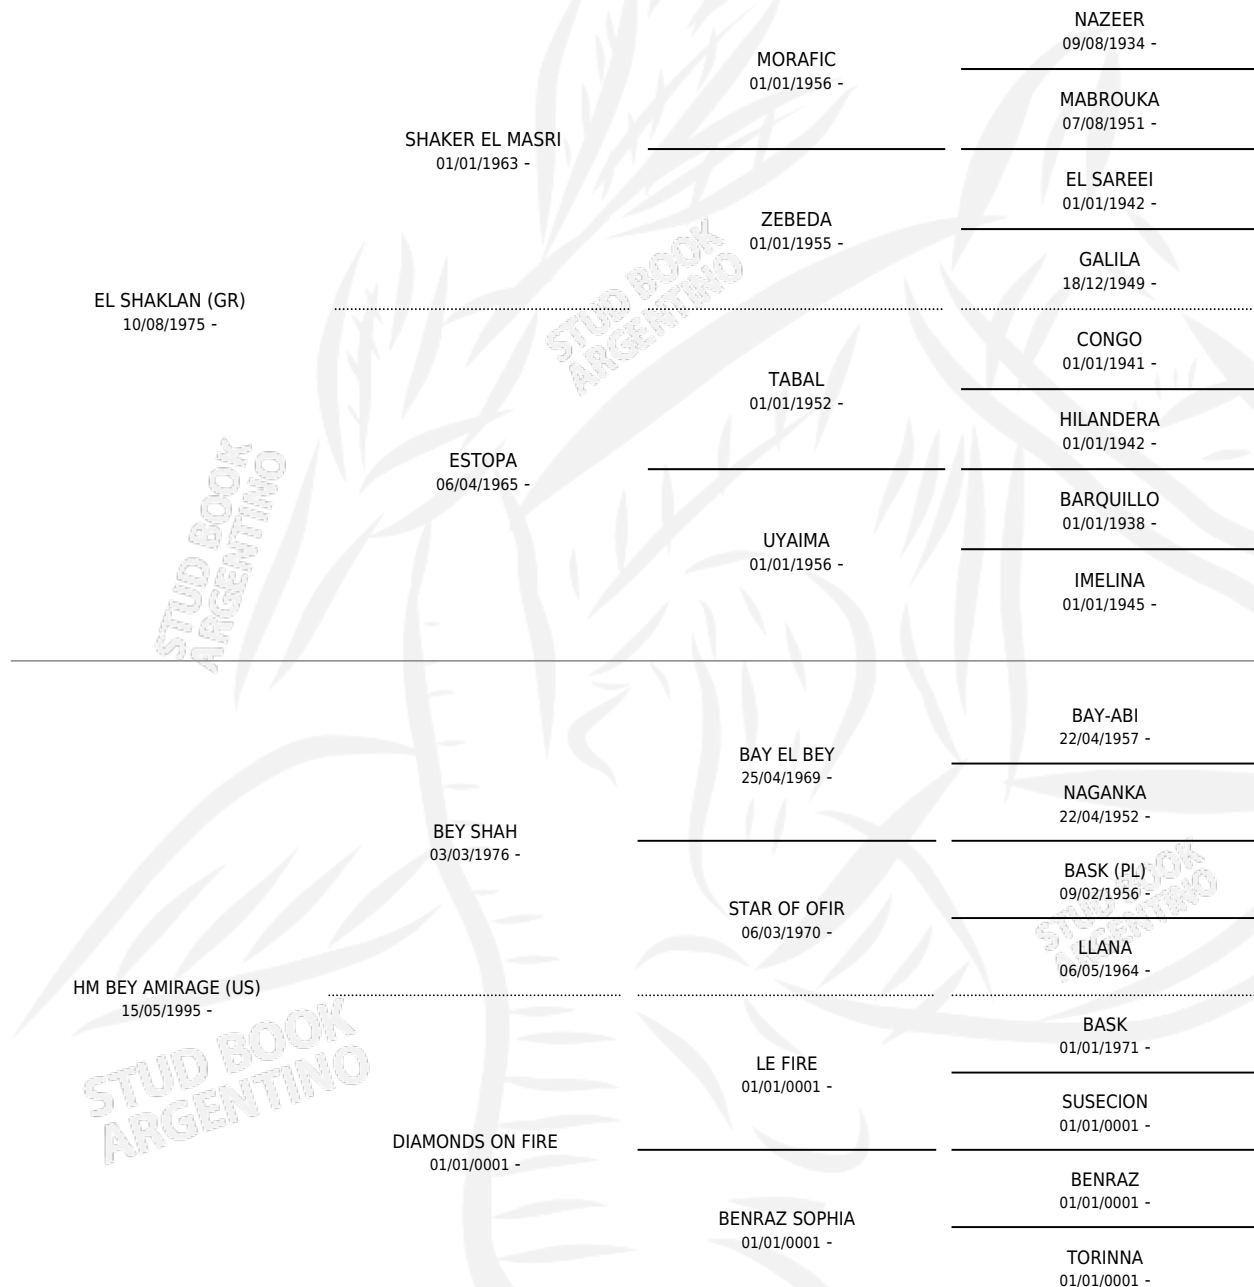 NAZEER
09/08/1934 -
MORAFIC
01/01/1956 -
MABROUKA
07/08/1951 -
SHAKER EL MASRI
01/01/1963 -
EL SAREEI
01/01/1942 -
ZEBEDA
01/01/1955 -
GALILA
18/12/1949 -
EL SHAKLAN (GR)
10/08/1975 -
CONGO
01/01/1941 -
TABAL
01/01/1952 -
HILANDERA
01/01/1942 -
ESTOPA
06/04/1965 -
BARQUILLO
01/01/1938 -
UYAIMA
01/01/1956 -
IMELINA
01/01/1945 -
BAY-ABI
22/04/1957 -
BAY EL BEY
25/04/1969 -
NAGANKA
22/04/1952 -
BEY SHAH
03/03/1976 -
BASK (PL)
09/02/1956 -
STAR OF OFIR
06/03/1970 -
LLANA
06/05/1964 -
HM BEY AMIRAGE (US)
15/05/1995 -
BASK
01/01/1971 -
LE FIRE
01/01/0001 -
SUSECION
01/01/0001 -
DIAMONDS ON FIRE
01/01/0001 -
BENRAZ
01/01/0001 -
BENRAZ SOPHIA
01/01/0001 -
TORINNA
01/01/0001 -
STUD BOOK
ARGENTINO
STUD BOOK
ARGENTINO
STUD BOOK
ARGENTINO
STUD BOOK
ARGENTINO